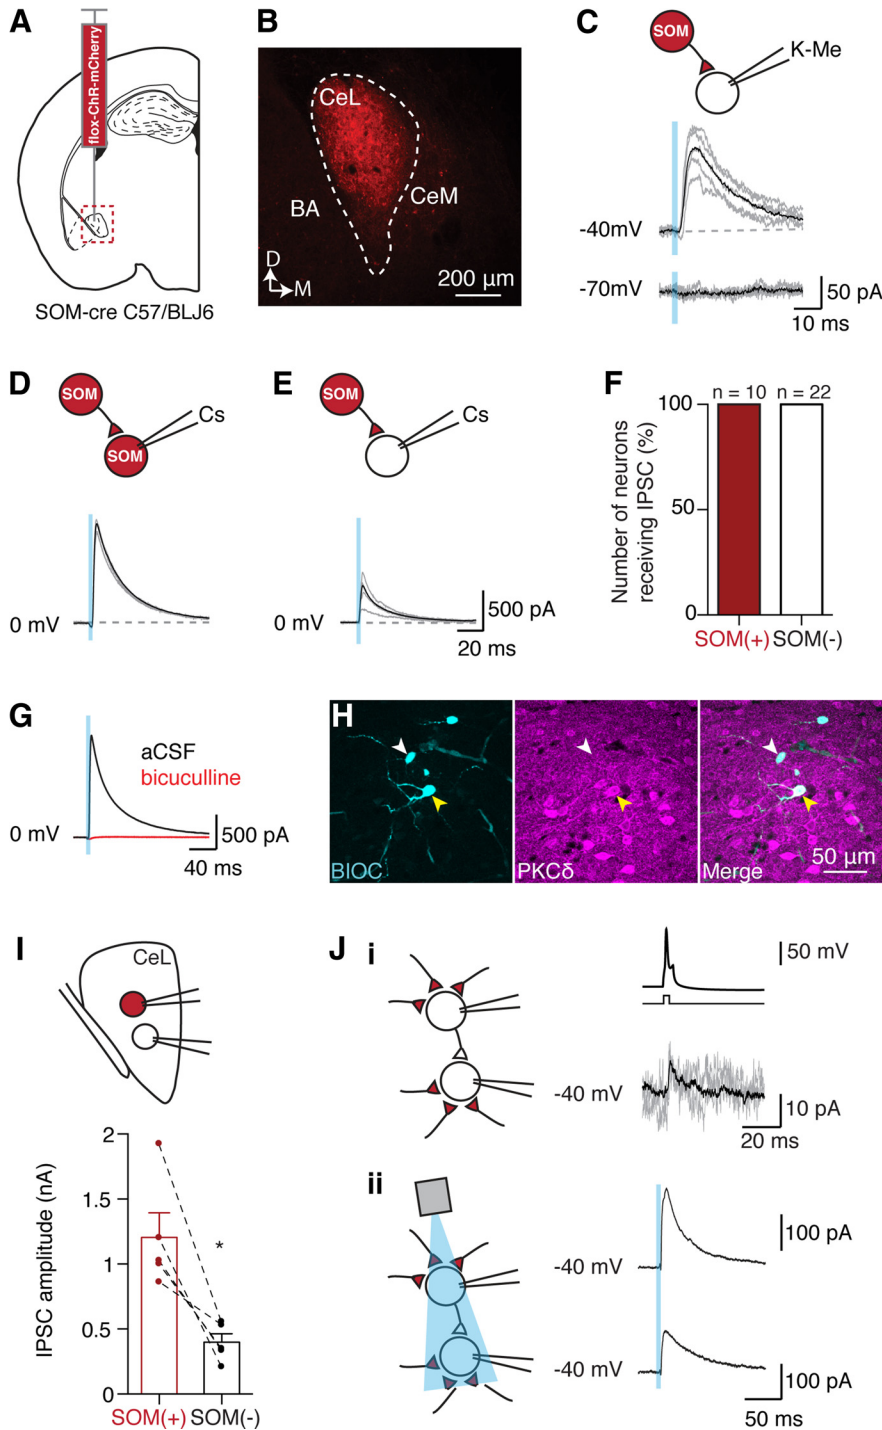 A
flox-ChR-mCherry
SOM-cre C57/BLJ6
B
CeL
CeM
BA
D
M
200 µm
C
SOM
K-Me
-40mV
-70mV
50 pA
10 ms
D
SOM
Cs
SOM
0 mV
E
SOM
Cs
0 mV
500 pA
20 ms
F
n = 10
n = 22
Number of neurons
receiving IPSC (%)
100
50
0
SOM(+)
SOM(-)
G
aCSF
bicuculline
0 mV
500 pA
40 ms
H
BIOC
PKCδ
Merge
50 µm
I
CeL
IPSC amplitude (nA)
2
1.5
1
0.5
0
*
SOM(+)
SOM(-)
J
i
50 mV
-40 mV
10 pA
20 ms
ii
-40 mV
100 pA
-40 mV
100 pA
50 ms